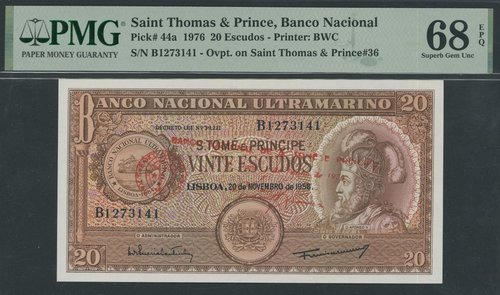 PMG
PAPER MONEY GUARANTY
Saint Thomas & Prince, Banco Nacional
Pick# 44a 1976 20 Escudos - Printer: BWC
S/N B1273141 - Ovpt. on Saint Thomas & Prince#36
68 EPQ
Superb Gem Unc
20 BANCO NACIONAL ULTRAMARINO 20
B1273141
S. TOMÉ e PRINCIPE
VINTE ESCUDOS
LISBOA, 20 de NOVEMBRO de 1958.
B1273141
O ADMINISTRADOR
O GOVERNADOR
20 20